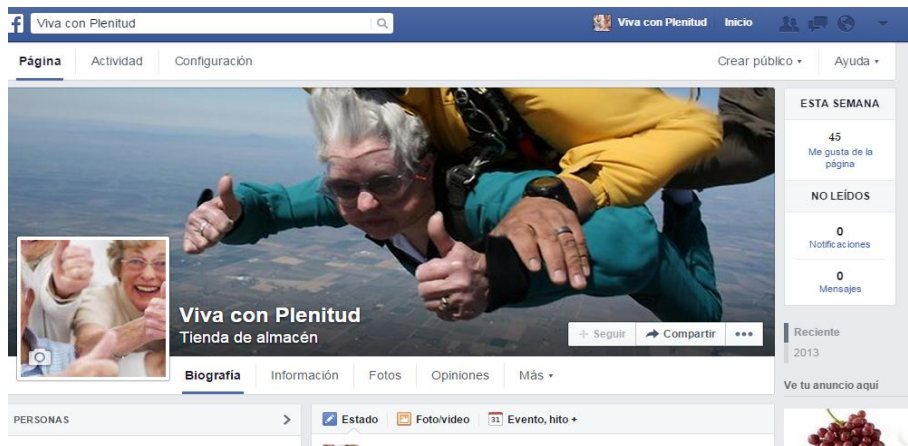 f
Viva con Plenitud
Viva con Plenitud Inicio
Página Actividad Configuración
Crear público Ayuda
ESTA SEMANA
45
Me gusta de la
página
NO LEÍDOS
0
Notificaciones
0
Mensajes
Viva con Plenitud
Tienda de almacén
+ Seguir Compartir •••
Biografía Información Fotos Opiniones Más
Reciente
2013
Ve tu anuncio aquí
PERSONAS >
Estado Foto/video 31 Evento, hito +